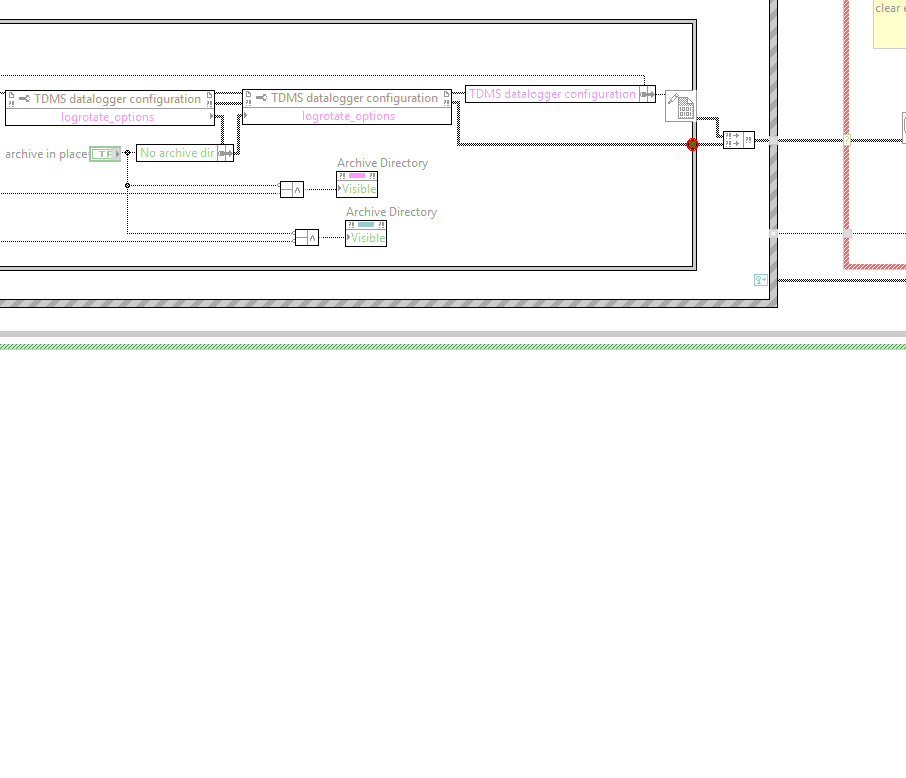 clear
TDMS datalogger configuration
logrotate_options
TDMS datalogger configuration
logrotate_options
TDMS datalogger configuration
archive in place
TF
No archive dir
Archive Directory
Visible
Archive Directory
Visible